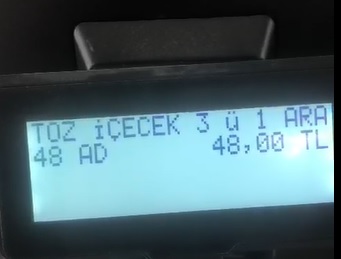 TOZ İÇECEK 3 ü 1 ARA
48 AD 48,00 TL